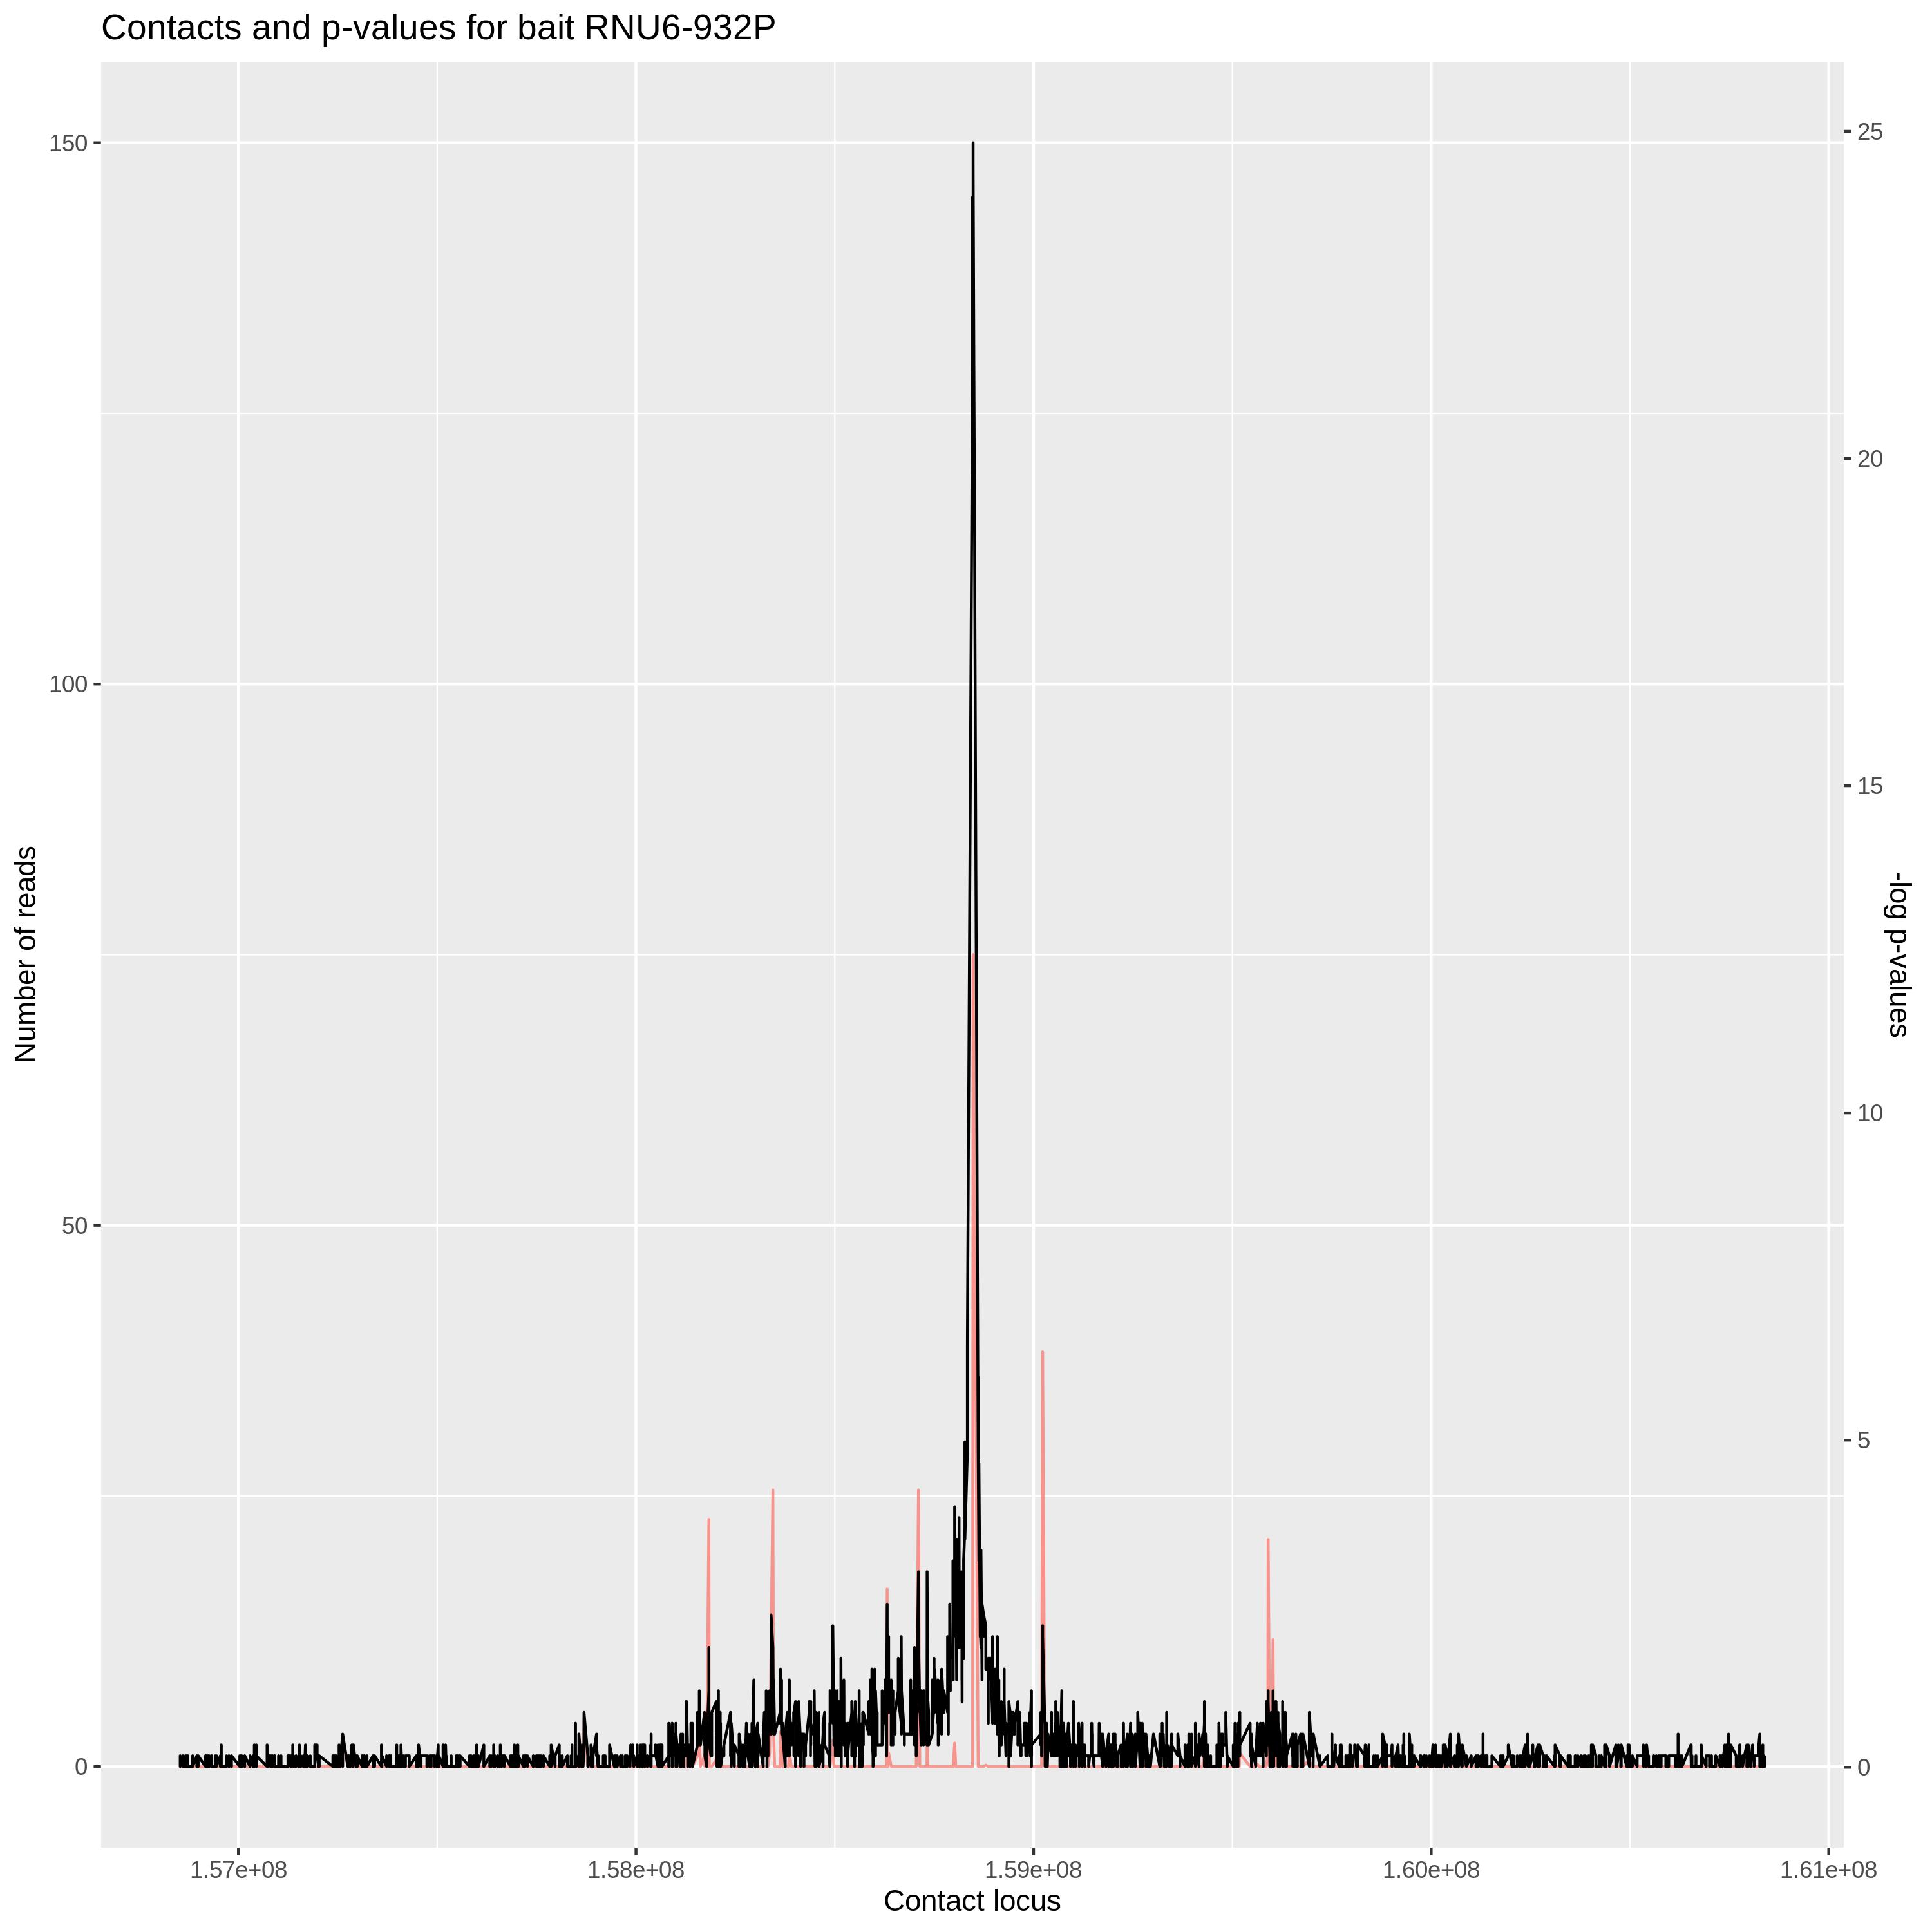 Contacts and p-values for bait RNU6-932P
150
100
50
0
Number of reads
25
20
15
10
5
0
-log p-values
1.57e+08
1.58e+08
1.59e+08
1.60e+08
1.61e+08
Contact locus